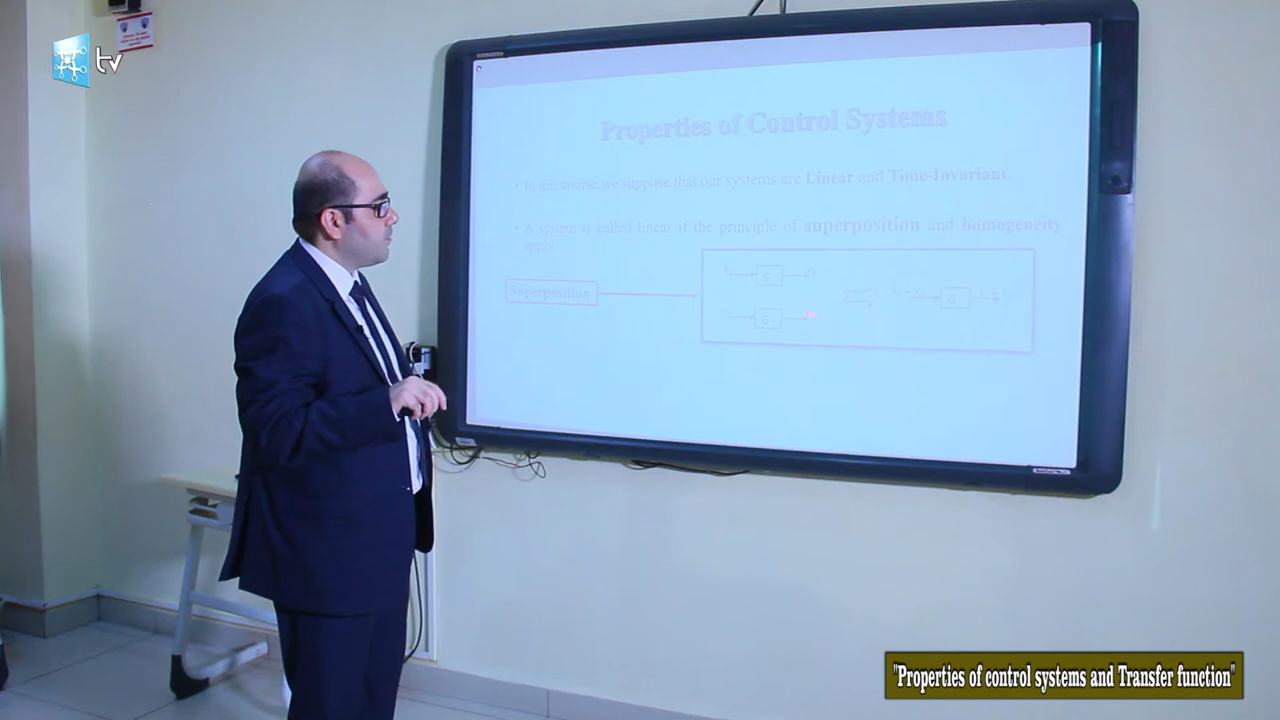 tv
Properties of Control Systems
• In this course we suppose that our systems are Linear and Time-Invariant.
• A system is called linear if the principle of superposition and homogeneity
apply.
Superposition
G
G
G
"Properties of control systems and Transfer function"